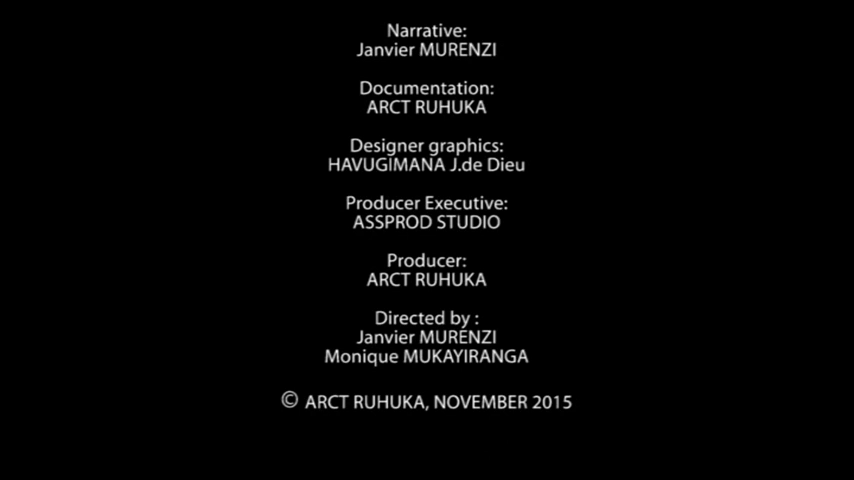 Narrative:
Janvier MURENZI
Documentation:
ARCT RUHUKA
Designer graphics:
HAVUGIMANA J.de Dieu
Producer Executive:
ASSPROD STUDIO
Producer:
ARCT RUHUKA
Directed by :
Janvier MURENZI
Monique MUKAYIRANGA
© ARCT RUHUKA, NOVEMBER 2015